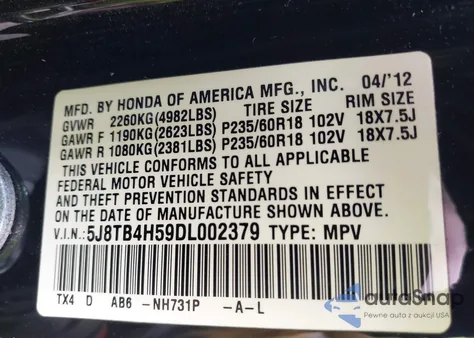 MFD. BY HONDA OF AMERICA MFG., INC. 04/'12
GVWR 2260KG(4982LBS) TIRE SIZE RIM SIZE
GAWR F 1190KG(2623LBS) P235/60R18 102V 18X7.5J
GAWR R 1080KG(2381LBS) P235/60R18 102V 18X7.5J
THIS VEHICLE CONFORMS TO ALL APPLICABLE
FEDERAL MOTOR VEHICLE SAFETY
AND THEFT PREVENTION STANDARDS IN EFFECT
ON THE DATE OF MANUFACTURE SHOWN ABOVE.
V.I.N.: 5J8TB4H59DL002379 TYPE: MPV
TX4 D AB6 -NH731P -A-L
autoSnap
Pewne auta z USA i okazje